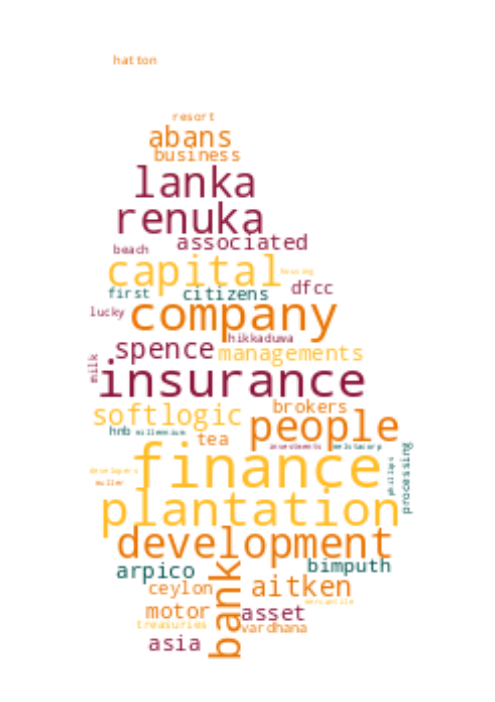 hatton
resort
abans
business
lanka
renuka
associated
beach
capital
housing
first
citizens
dfcc
lucky
company
hikkaduwa
spence
managements
milk
insurance
softlogic
brokers
people
hnb
millennium
tea
investments
melstacorp
finance
developers
muller
phillips
processing
plantation
development
arpico
bimputh
bank
ceylon
aitken
mercantile
motor
asset
treasuries
vardhana
asia